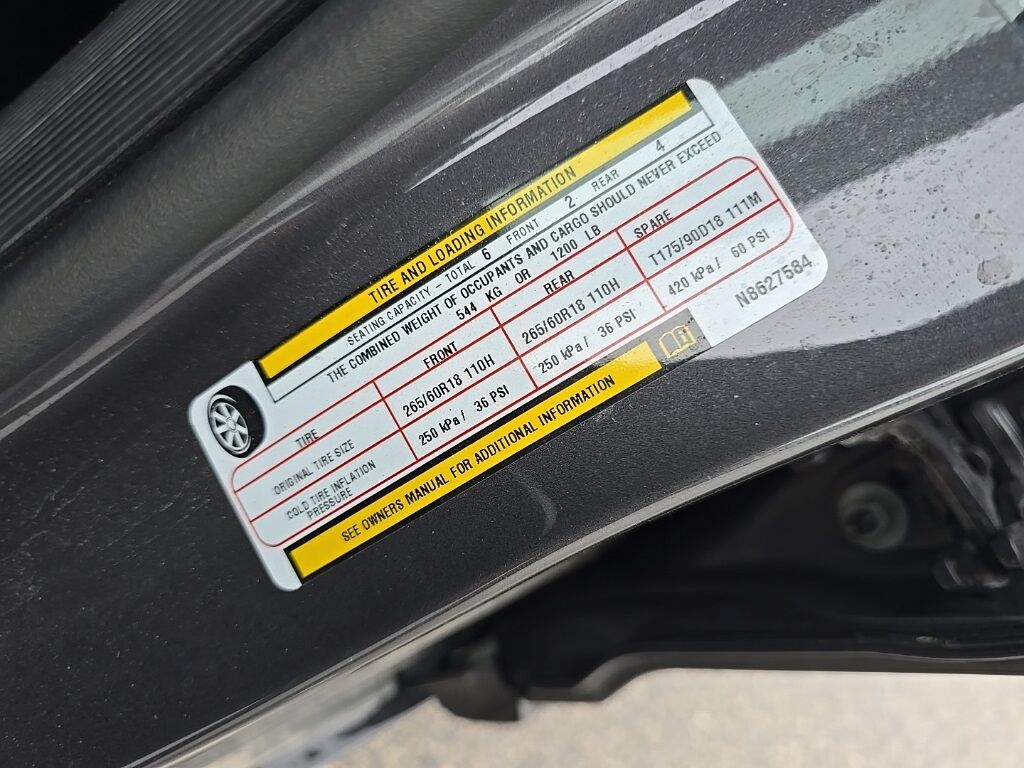 TIRE AND LOADING INFORMATION
SEATING CAPACITY - TOTAL 6 FRONT 2 REAR 4
THE COMBINED WEIGHT OF OCCUPANTS AND CARGO SHOULD NEVER EXCEED
544 KG OR 1200 LB
TIRE FRONT REAR SPARE
ORIGINAL TIRE SIZE 265/60R18 110H 265/60R18 110H T175/90D18 111M
COLD TIRE INFLATION PRESSURE 250 kPa / 36 PSI 250 kPa / 36 PSI 420 kPa / 60 PSI
SEE OWNERS MANUAL FOR ADDITIONAL INFORMATION
N8627584